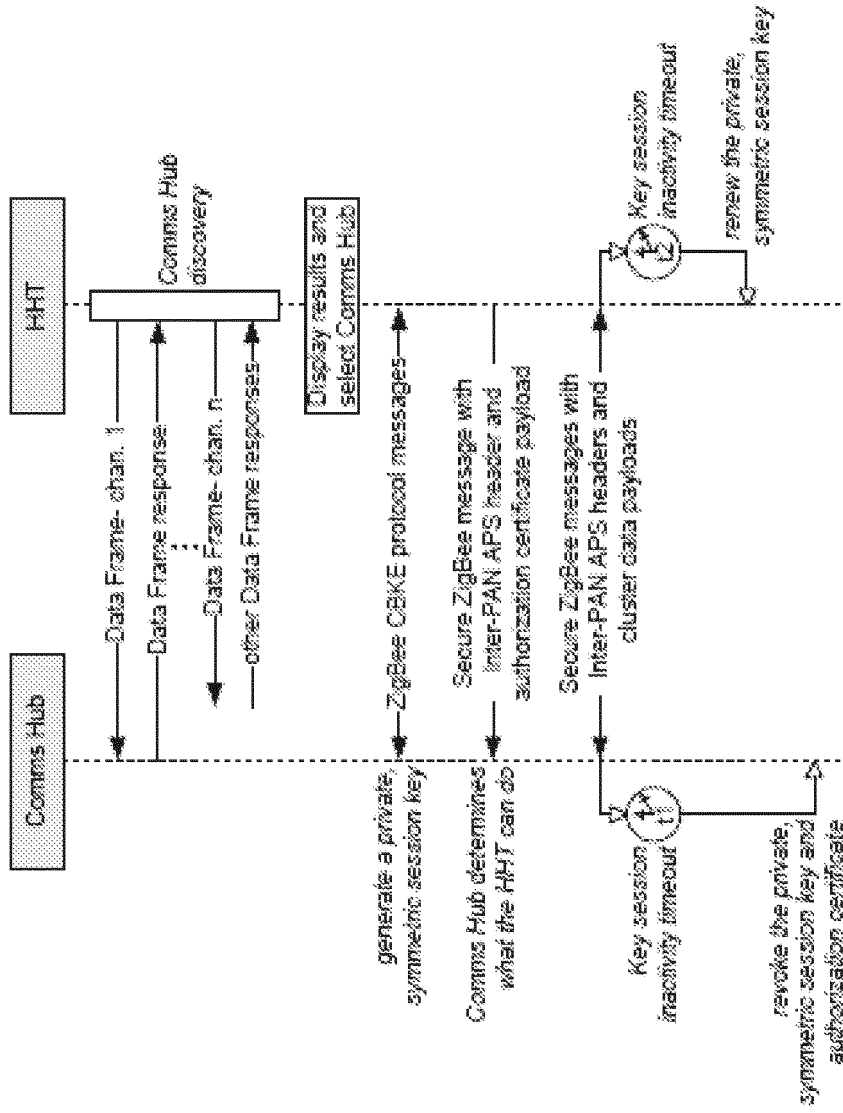 Comms Hub
HHT
Data Frame- chan. 1
Data Frame response
Data Frame- chan. n
other Data Frame responses
Comms Hub
discovery
Display results and
select Comms Hub
ZigBee CBKE protocol messages
generate a private,
symmetric session key
Secure ZigBee message with
Inter-PAN APS header and
authorization certificate payload
Comms Hub determines
what the HHT can do
Secure ZigBee messages with
Inter-PAN APS headers and
cluster data payloads
t1
Key session
inactivity timeout
t2
Key session
inactivity timeout
renew the private,
symmetric session key
revoke the private,
symmetric session key and
authorisation certificate